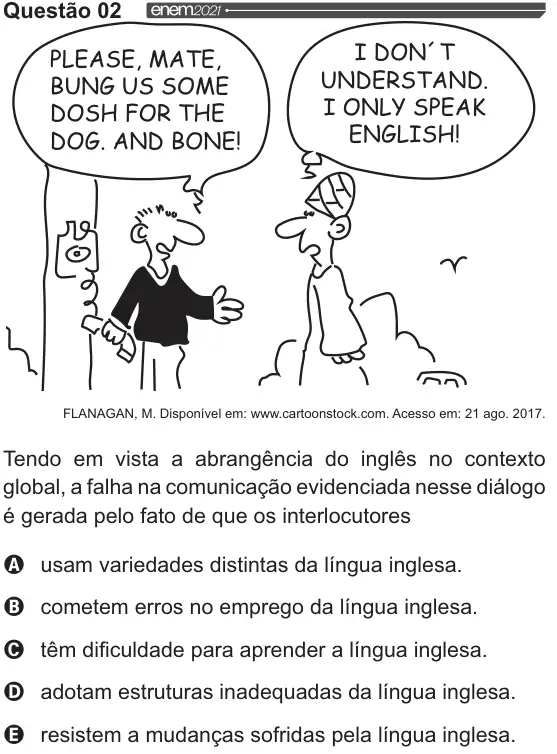 Questão 02 enem2021
PLEASE, MATE,
BUNG US SOME
DOSH FOR THE
DOG. AND BONE!
I DON´T
UNDERSTAND.
I ONLY SPEAK
ENGLISH!
FLANAGAN, M. Disponível em: www.cartoonstock.com. Acesso em: 21 ago. 2017.
Tendo em vista a abrangência do inglês no contexto
global, a falha na comunicação evidenciada nesse diálogo
é gerada pelo fato de que os interlocutores
A usam variedades distintas da língua inglesa.
B cometem erros no emprego da língua inglesa.
C têm dificuldade para aprender a língua inglesa.
D adotam estruturas inadequadas da língua inglesa.
E resistem a mudanças sofridas pela língua inglesa.